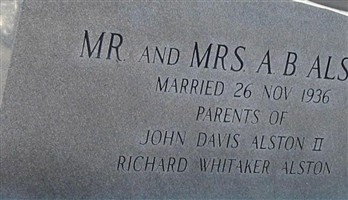 MR. AND MRS. A B ALS
MARRIED 26 NOV 1936
PARENTS OF
JOHN DAVIS ALSTON II
RICHARD WHITAKER ALSTON